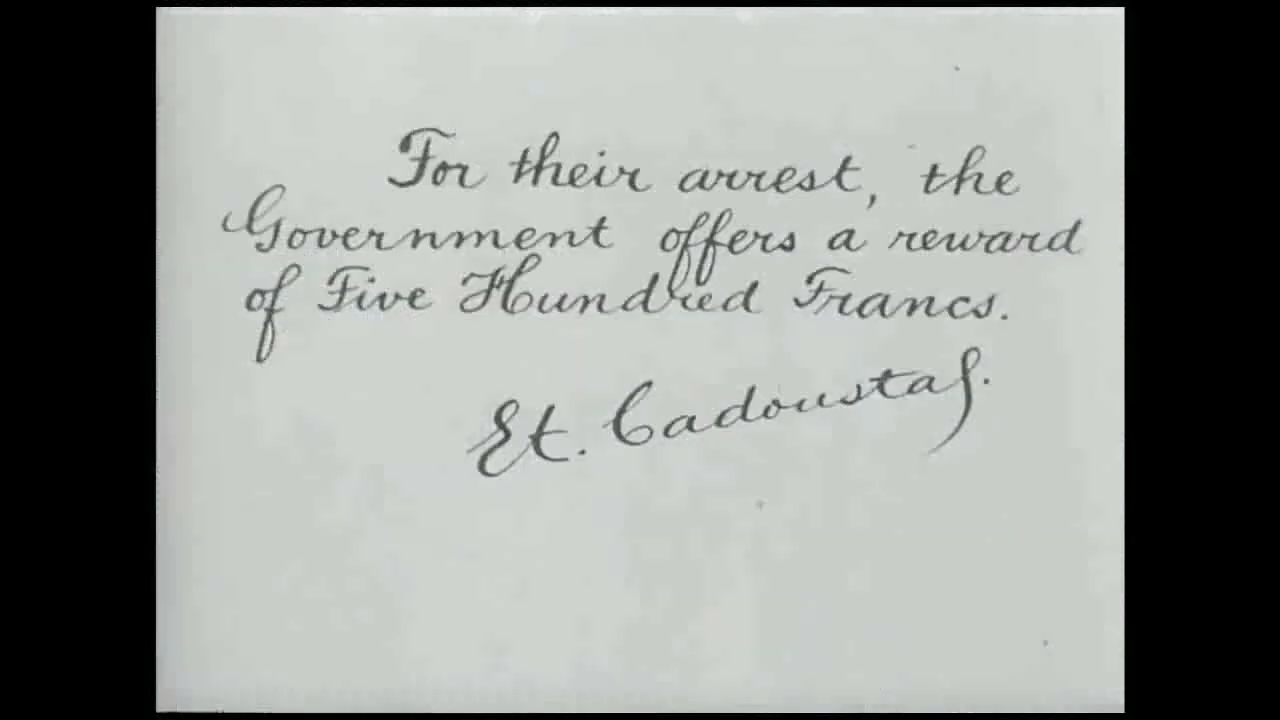 For their arrest, the
Government offers a reward
of Five Hundred Francs.
Et. Cadoustal.